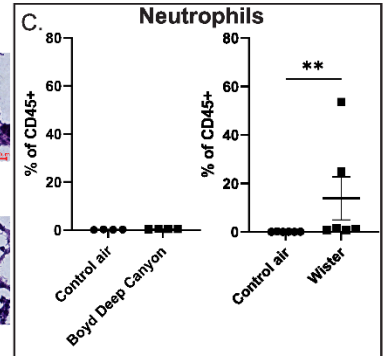 C.
Neutrophils
% of CD45+
80
60
40
20
0
Control air
Boyd Deep Canyon
% of CD45+
80
60
40
20
0
**
Control air
Wister